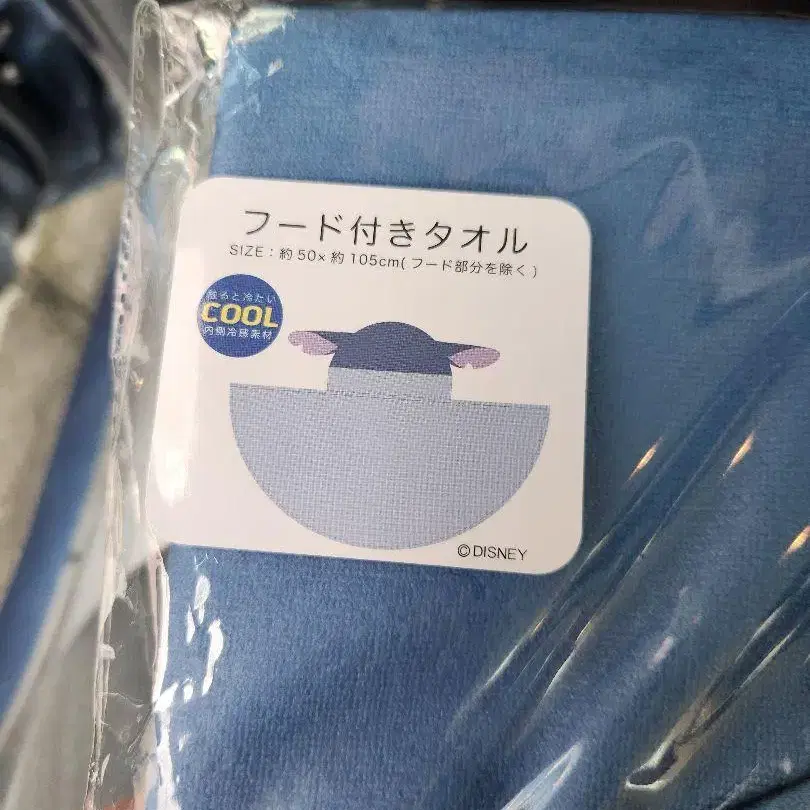 フード付きタオル
SIZE：約50×約105cm(フード部分を除く)
触ると冷たい
COOL
内側冷感素材
©DISNEY